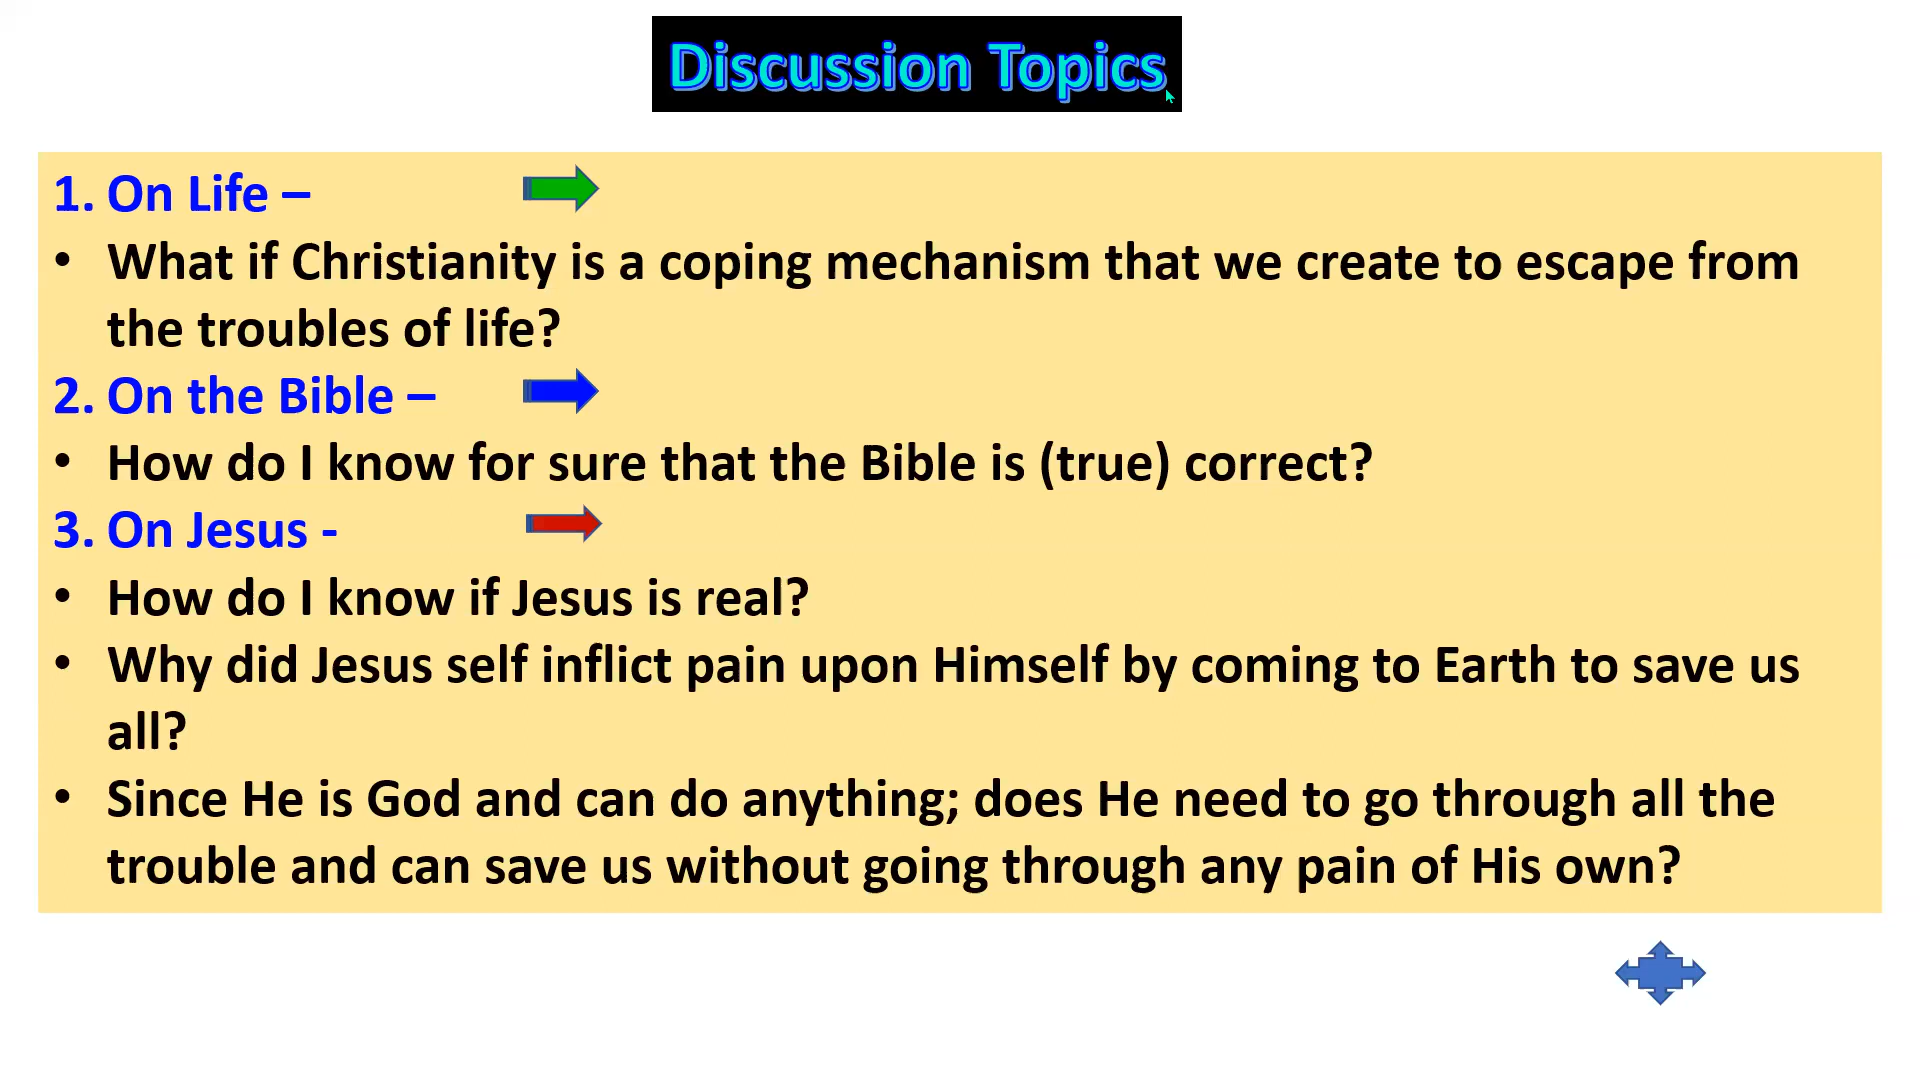 Discussion Topics
1. On Life –
• What if Christianity is a coping mechanism that we create to escape from
the troubles of life?
2. On the Bible –
• How do I know for sure that the Bible is (true) correct?
3. On Jesus -
• How do I know if Jesus is real?
• Why did Jesus self inflict pain upon Himself by coming to Earth to save us
all?
• Since He is God and can do anything; does He need to go through all the
trouble and can save us without going through any pain of His own?